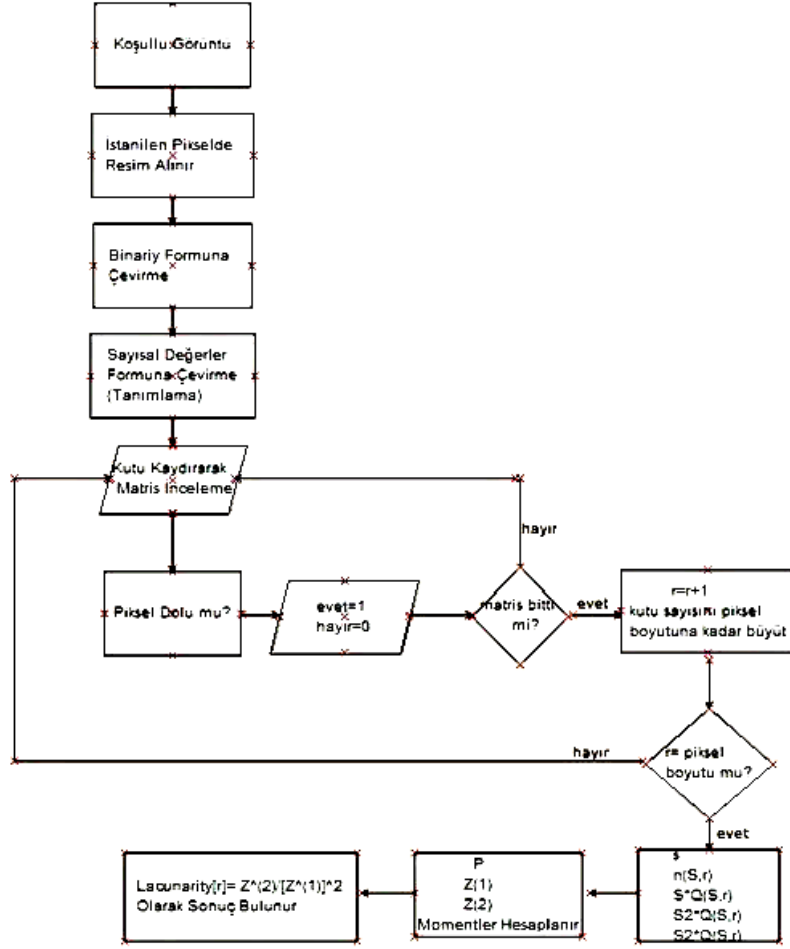 Koşullu Görüntü
İstanilen Pikselde
Resim Alınır
Binariy Formuna
Çevirme
Sayısal Değerler
Formuna Çevirme
(Tanımlama)
Kutu Kaydırarak
Matris İnceleme
hayır
Piksel Dolu mu?
evet=1
hayır=0
matris bitti
mi?
evet
r=r+1
kutu sayısını piksel
boyutuna kadar büyüt
hayır
r= piksel
boyutu mu?
evet
s
n(S,r)
S*Q(S,r)
S2*Q(S,r)
S2*Q(S,r)
P
Z(1)
Z(2)
Momentler Hesaplanır
Lacunarity[r]= Z^(2)/[Z^(1)]^2
Olarak Sonuç Bulunur